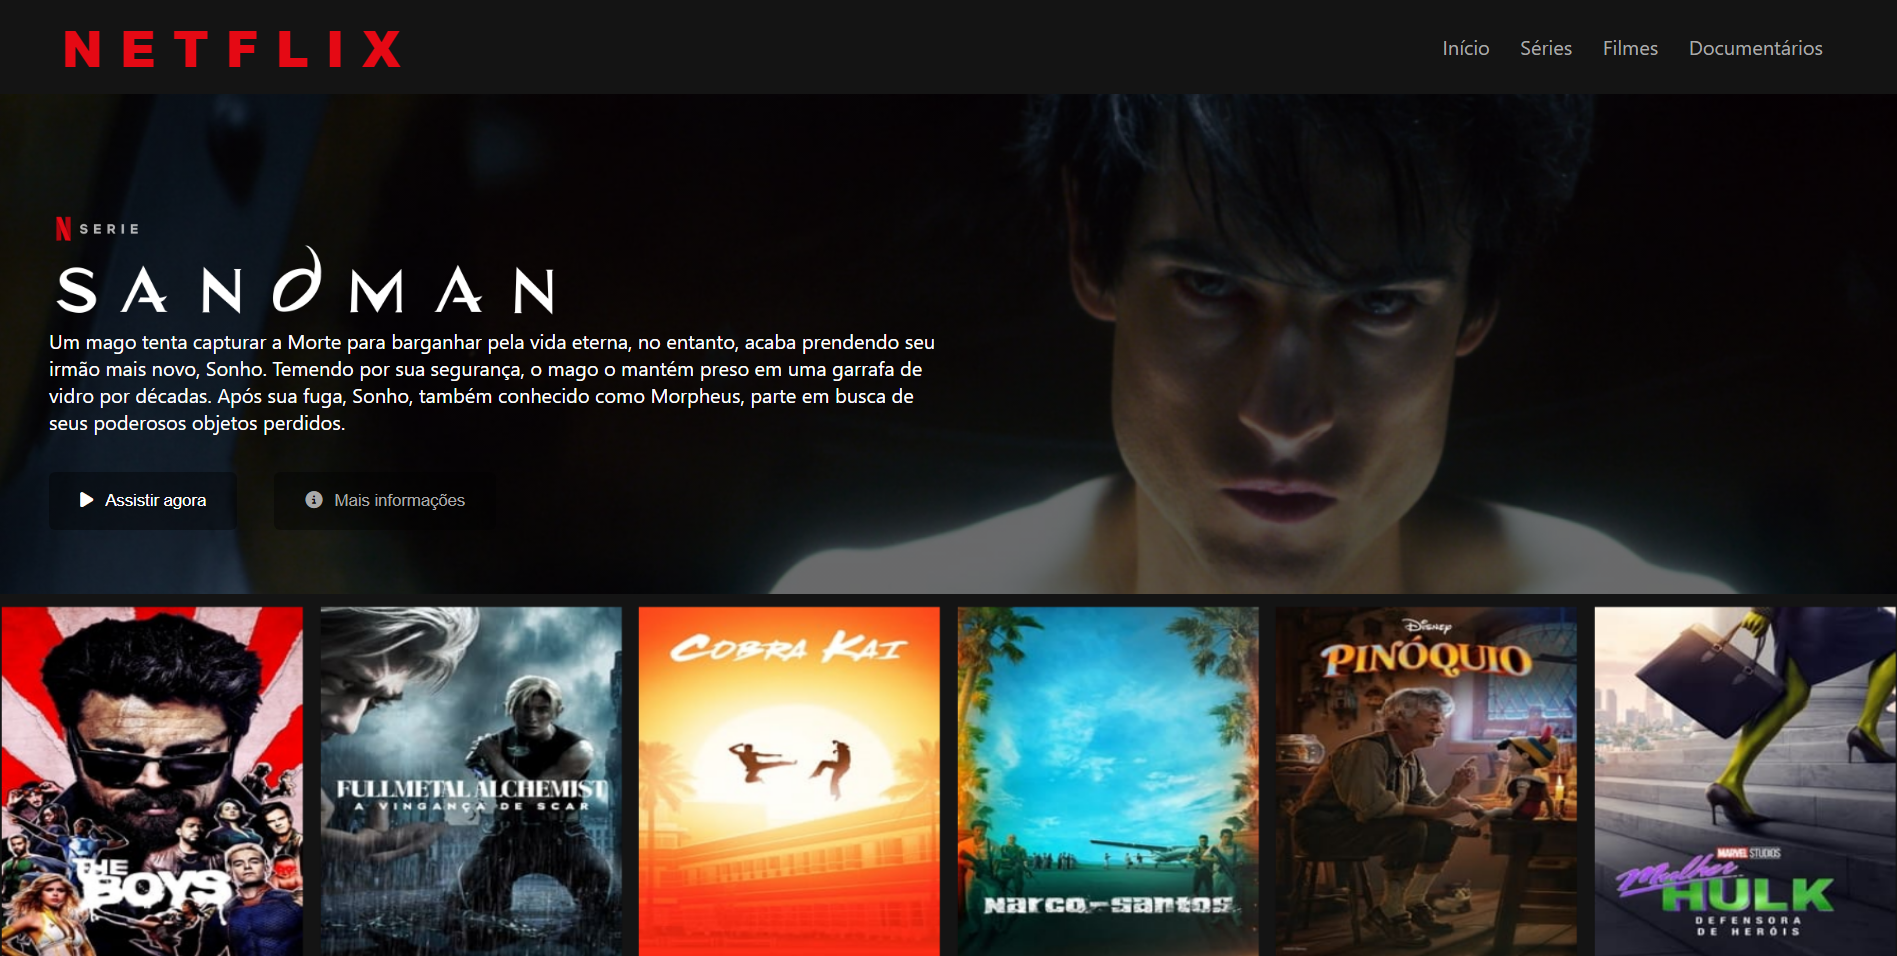 NETFLIX
Início Séries Filmes Documentários
N SERIE
SANDMAN
Um mago tenta capturar a Morte para barganhar pela vida eterna, no entanto, acaba prendendo seu
irmão mais novo, Sonho. Temendo por sua segurança, o mago o mantém preso em uma garrafa de
vidro por décadas. Após sua fuga, Sonho, também conhecido como Morpheus, parte em busca de
seus poderosos objetos perdidos.
Assistir agora
Mais informações
THE
BOYS
FULLMETAL ALCHEMIST
A VINGANÇA DE SCAR
COBRA KAI
Narco-santos
Disney
PINÓQUIO
MARVEL STUDIOS
Mulher
HULK
DEFENSORA
DE HERÓIS